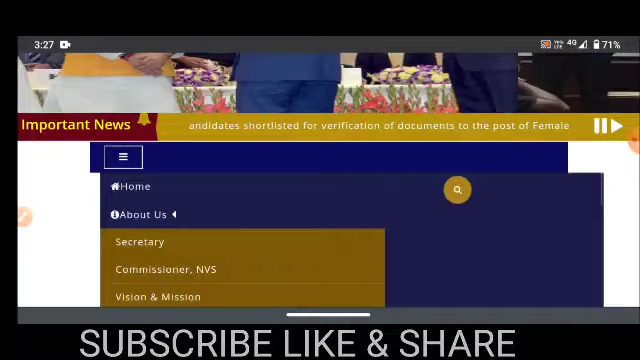 3:27
4G 71%
Important News
andidates shortlisted for verification of documents to the post of Female
Home
About Us
Secretary
Commissioner, NVS
Vision & Mission
SUBSCRIBE LIKE & SHARE